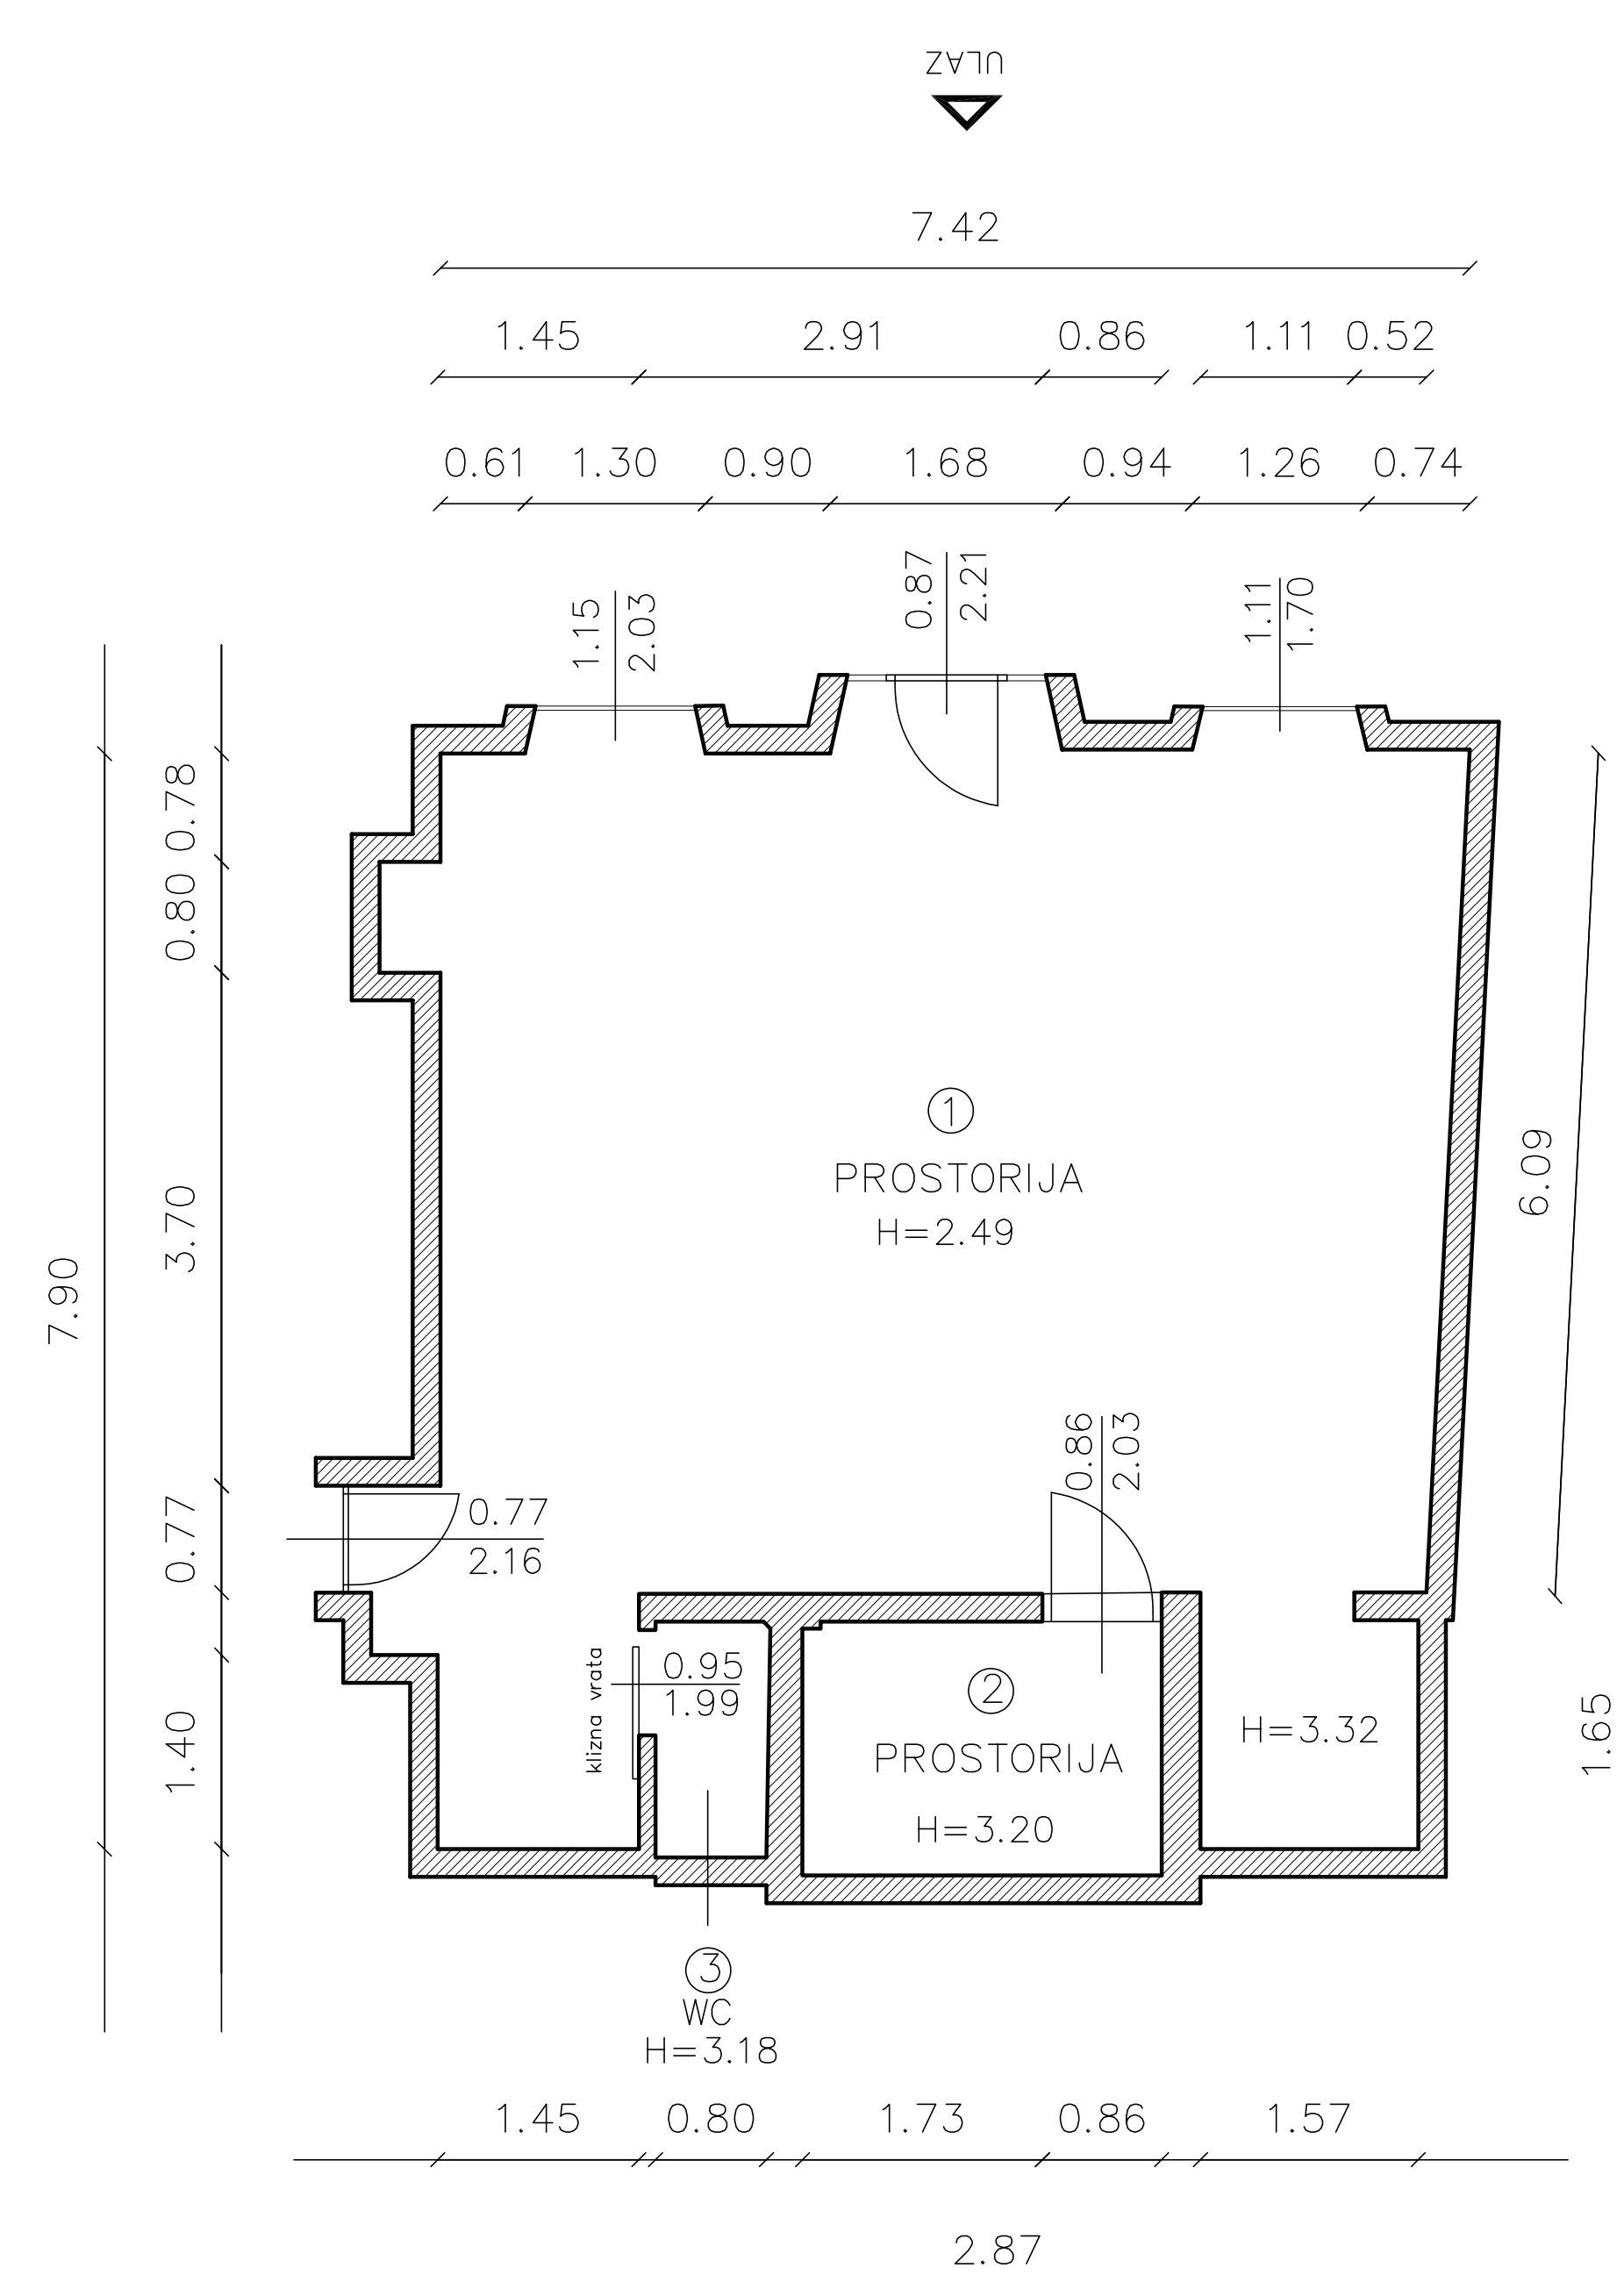 ULAZ
7.42
1.45 2.91 0.86 1.11 0.52
0.61 1.30 0.90 1.68 0.94 1.26 0.74
1.15
2.03
0.87
2.21
1.11
1.70
7.90
0.78
0.80
3.70
0.77
1.40
1
PROSTORIJA
H=2.49
6.09
1.65
0.77
2.16
0.86
2.03
klizna vrata
0.95
1.99
2
PROSTORIJA
H=3.20
H=3.32
3
WC
H=3.18
1.45 0.80 1.73 0.86 1.57
2.87